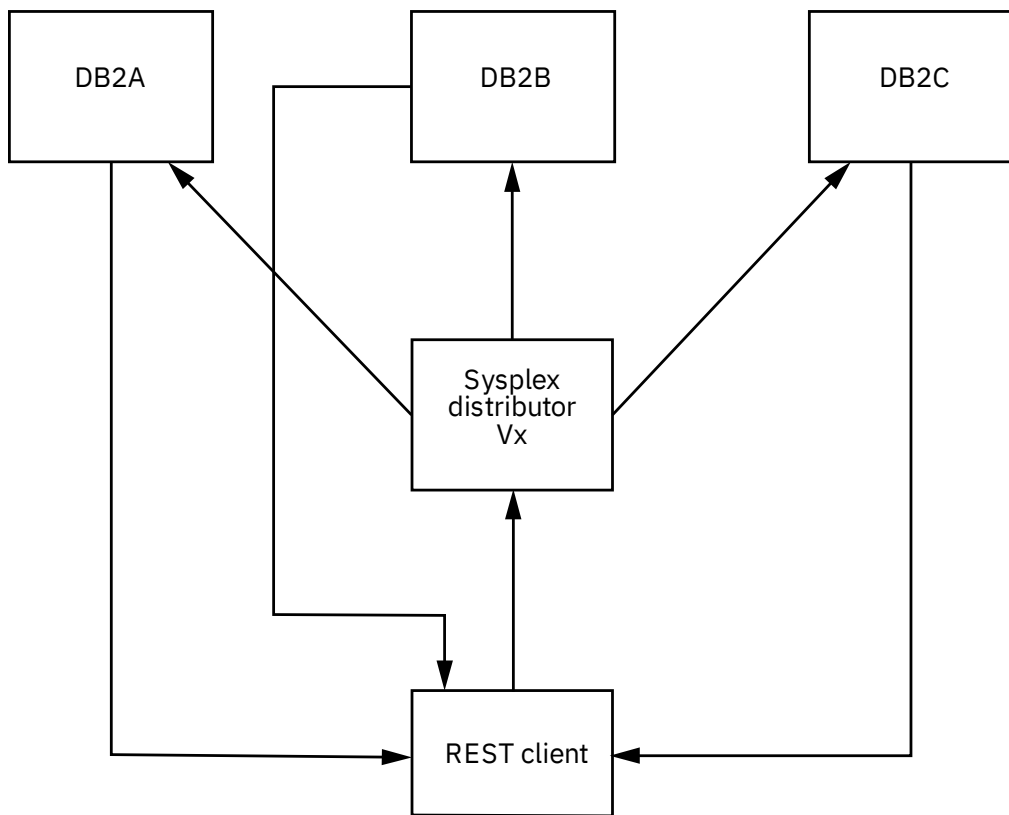 DB2A
DB2B
DB2C
Sysplex
distributor
Vx
REST client